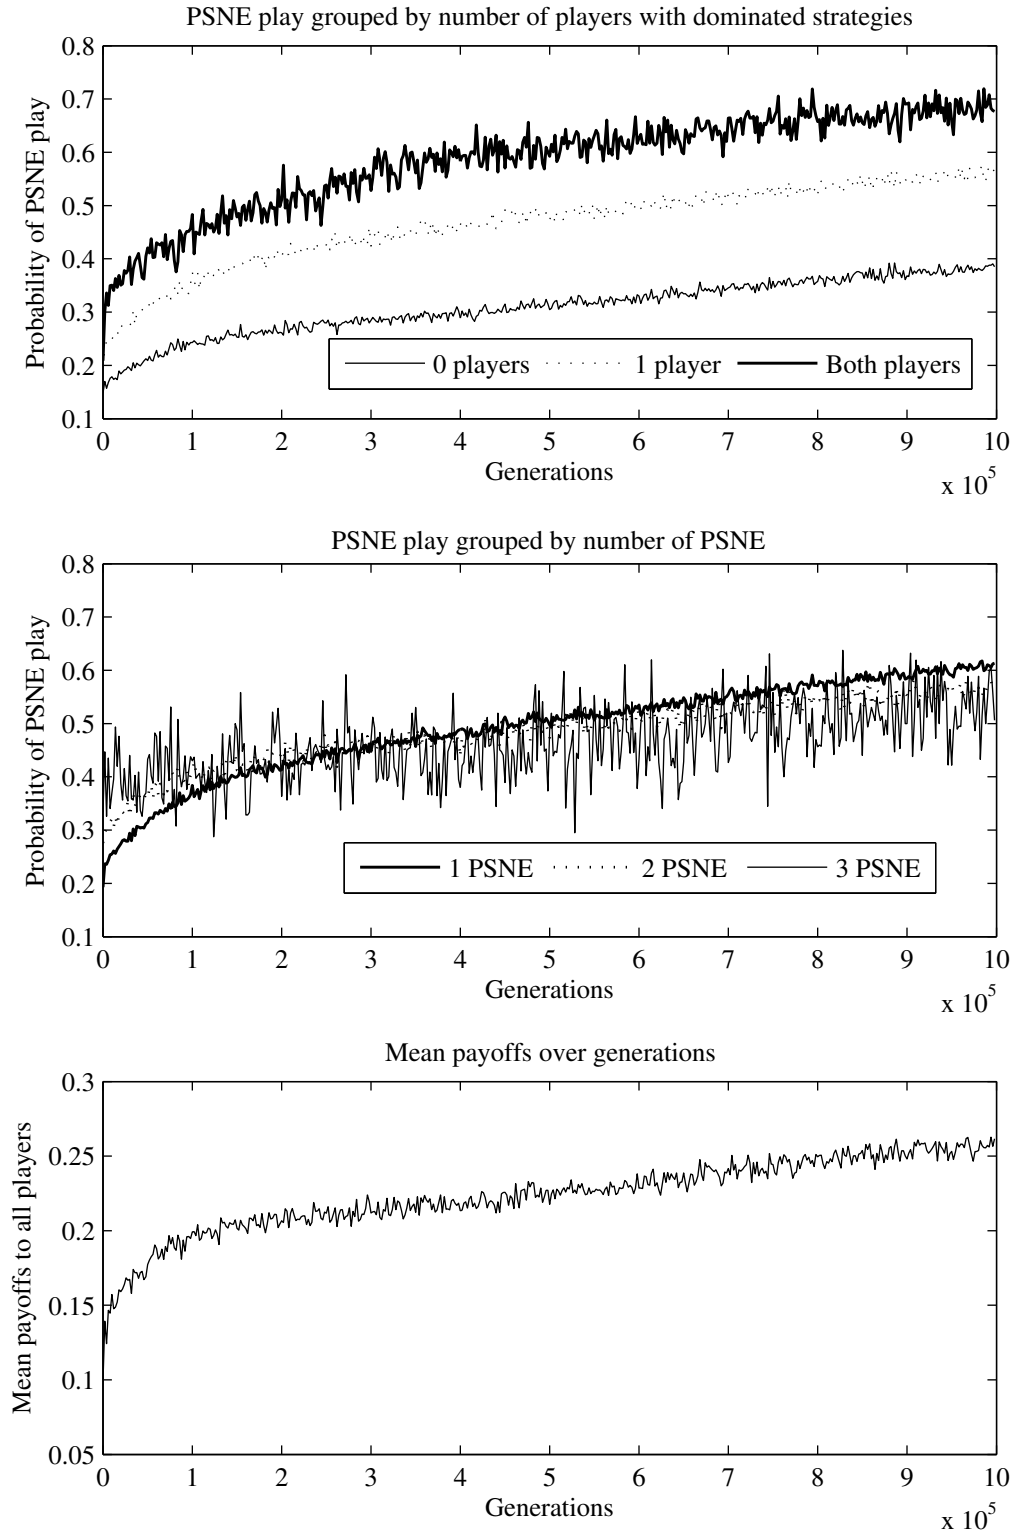 PSNE play grouped by number of players with dominated strategies
0.8
0.7
0.6
0.5
0.4
0.3
0.2
0.1
Probability of PSNE play
0 players 1 player Both players
0 1 2 3 4 5 6 7 8 9 10
Generations
x 10^5
PSNE play grouped by number of PSNE
0.8
0.7
0.6
0.5
0.4
0.3
0.2
0.1
Probability of PSNE play
1 PSNE 2 PSNE 3 PSNE
0 1 2 3 4 5 6 7 8 9 10
Generations
x 10^5
Mean payoffs over generations
0.3
0.25
0.2
0.15
0.1
0.05
Mean payoffs to all players
0 1 2 3 4 5 6 7 8 9 10
Generations
x 10^5